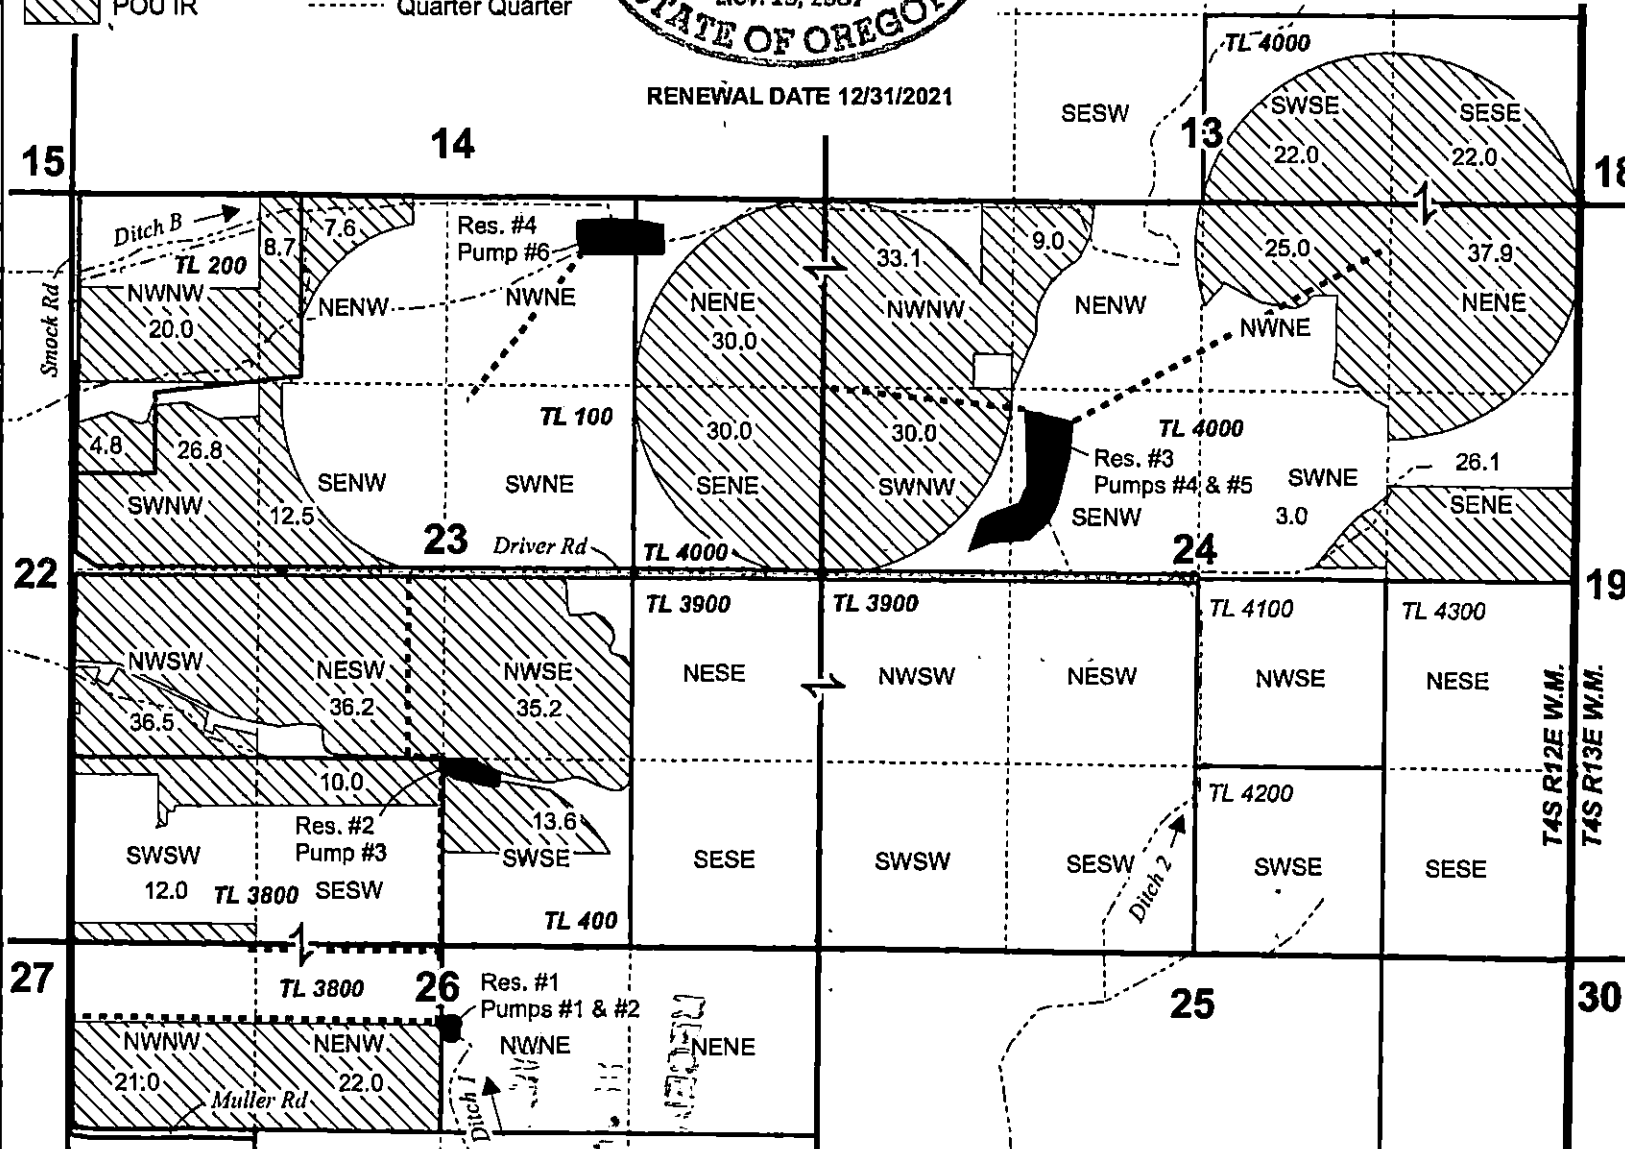 POU IR
Quarter Quarter
STATE OF OREGON
RENEWAL DATE 12/31/2021
TL 4000
SESW
SWSE
22.0
SESE
22.0
15
14
13
18
Ditch B
TL 200
8.7
7.6
Res. #4
Pump #6
33.1
9.0
25.0
37.9
Smock Rd
NWNW
20.0
NENW
NWNE
NENE
30.0
NWNW
NENW
NWNE
NENE
TL 100
4.8
26.8
30.0
30.0
TL 4000
Res. #3
Pumps #4 & #5
26.1
SWNW
SENW
SWNE
SENE
SWNW
SENW
SWNE
SENE
12.5
3.0
22
23
Driver Rd
TL 4000
24
19
TL 3900
TL 3900
TL 4100
TL 4300
NWSW
36.5
NESW
36.2
NWSE
35.2
NESE
NWSW
NESW
NWSE
NESE
T4S R12E W.M.
T4S R13E W.M.
10.0
Res. #2
Pump #3
13.6
TL 4200
SWSW
12.0
TL 3800
SESW
SWSE
SESE
SWSW
SESW
Ditch 2
SWSE
SESE
TL 400
27
TL 3800
26
Res. #1
Pumps #1 & #2
25
30
NWNW
21.0
NENW
22.0
NWNE
NENE
Muller Rd
Ditch 1